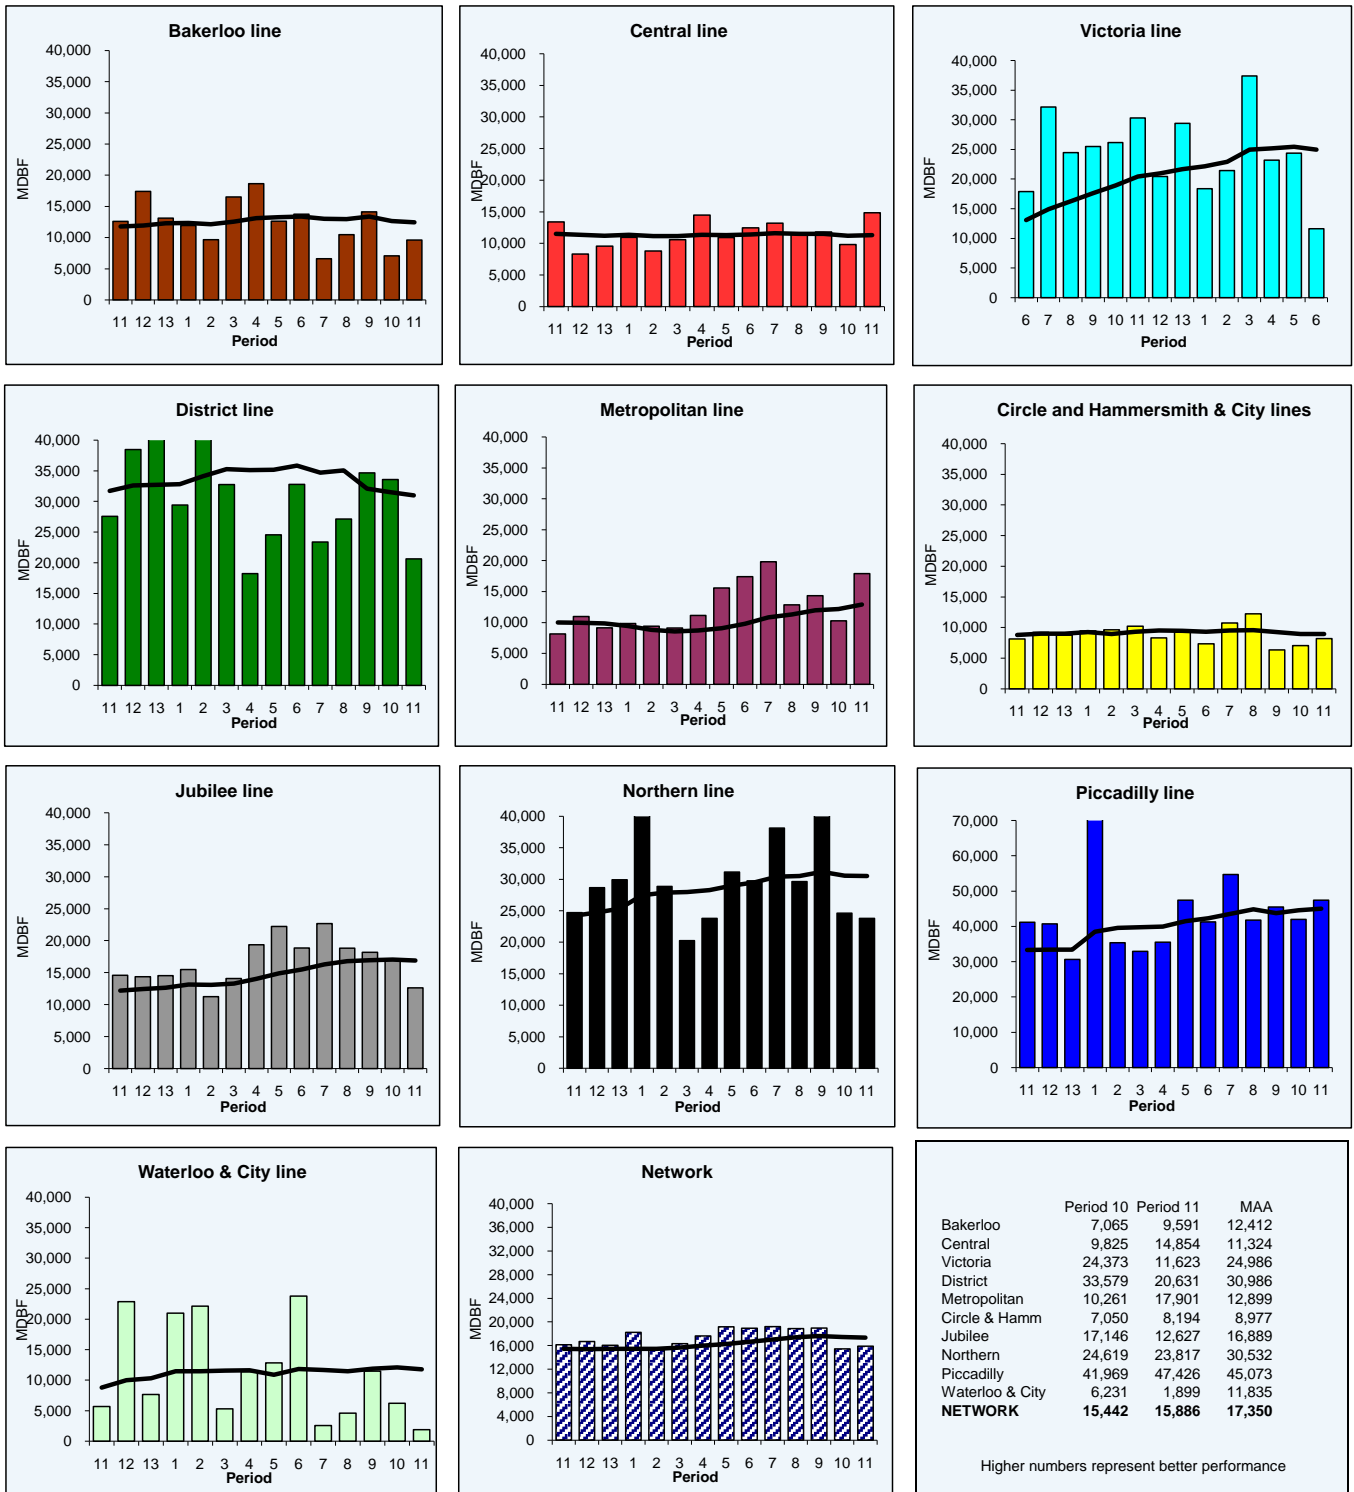 Bakerloo line
40,000
35,000
30,000
25,000
20,000
15,000
10,000
5,000
0
MDBF
11 12 13 1 2 3 4 5 6 7 8 9 10 11
Period
Central line
40,000
35,000
30,000
25,000
20,000
15,000
10,000
5,000
0
MDBF
11 12 13 1 2 3 4 5 6 7 8 9 10 11
Period
Victoria line
40,000
35,000
30,000
25,000
20,000
15,000
10,000
5,000
0
MDBF
6 7 8 9 10 11 12 13 1 2 3 4 5 6
Period
District line
40,000
35,000
30,000
25,000
20,000
15,000
10,000
5,000
0
MDBF
11 12 13 1 2 3 4 5 6 7 8 9 10 11
Period
Metropolitan line
40,000
35,000
30,000
25,000
20,000
15,000
10,000
5,000
0
MDBF
11 12 13 1 2 3 4 5 6 7 8 9 10 11
Period
Circle and Hammersmith & City lines
40,000
35,000
30,000
25,000
20,000
15,000
10,000
5,000
0
MDBF
11 12 13 1 2 3 4 5 6 7 8 9 10 11
Period
Jubilee line
40,000
35,000
30,000
25,000
20,000
15,000
10,000
5,000
0
MDBF
11 12 13 1 2 3 4 5 6 7 8 9 10 11
Period
Northern line
40,000
35,000
30,000
25,000
20,000
15,000
10,000
5,000
0
MDBF
11 12 13 1 2 3 4 5 6 7 8 9 10 11
Period
Piccadilly line
70,000
60,000
50,000
40,000
30,000
20,000
10,000
0
MDBF
11 12 13 1 2 3 4 5 6 7 8 9 10 11
Period
Waterloo & City line
40,000
35,000
30,000
25,000
20,000
15,000
10,000
5,000
0
MDBF
11 12 13 1 2 3 4 5 6 7 8 9 10 11
Period
Network
40,000
36,000
32,000
28,000
24,000
20,000
16,000
12,000
8,000
4,000
0
MDBF
11 12 13 1 2 3 4 5 6 7 8 9 10 11
Period
Period 10 Period 11 MAA
Bakerloo 7,065 9,591 12,412
Central 9,825 14,854 11,324
Victoria 24,373 11,623 24,986
District 33,579 20,631 30,986
Metropolitan 10,261 17,901 12,899
Circle & Hamm 7,050 8,194 8,977
Jubilee 17,146 12,627 16,889
Northern 24,619 23,817 30,532
Piccadilly 41,969 47,426 45,073
Waterloo & City 6,231 1,899 11,835
NETWORK 15,442 15,886 17,350
Higher numbers represent better performance